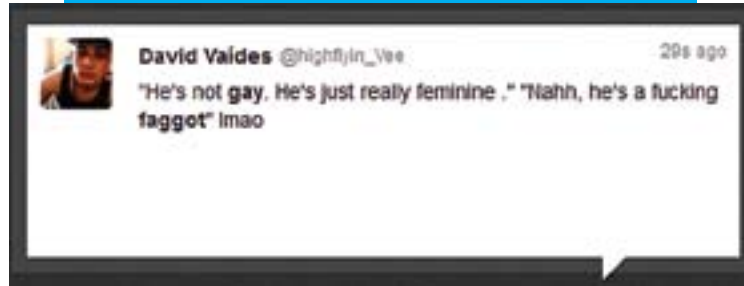 David Valdes @highflyin_Vee 29s ago
"He's not gay. He's just really feminine ." "Nahh, he's a fucking
faggot" lmao